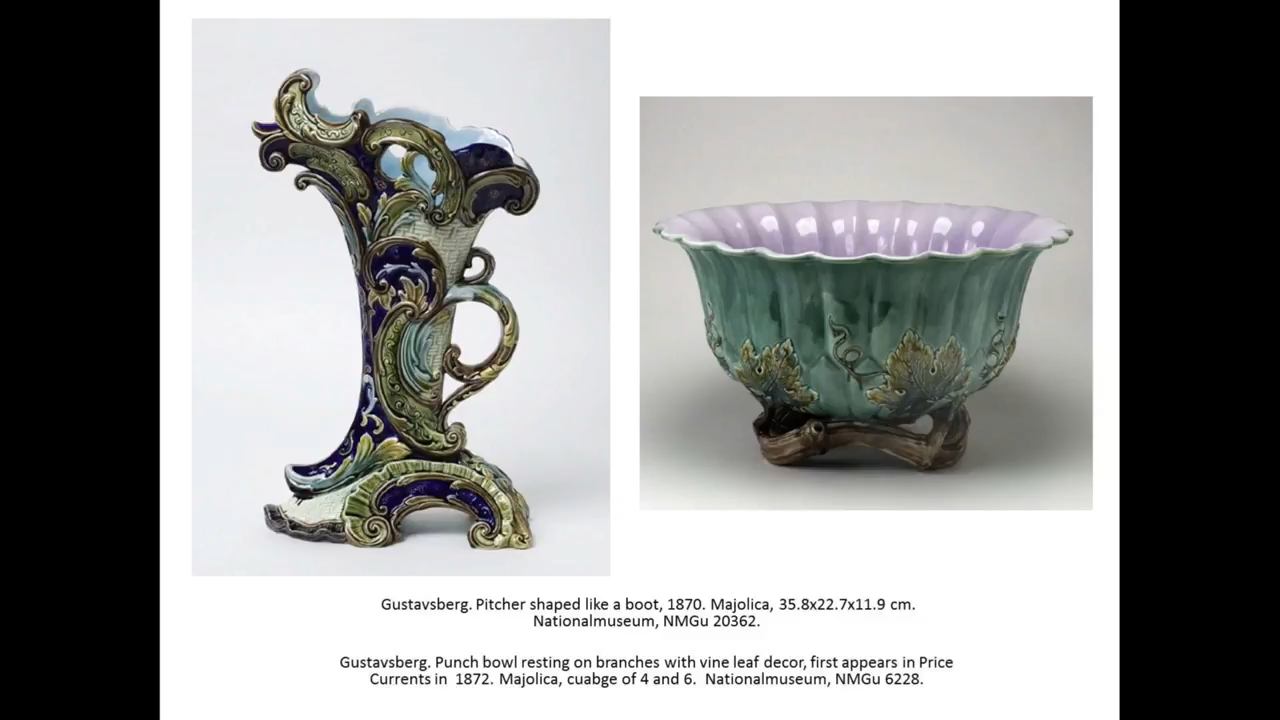 Gustavsberg. Pitcher shaped like a boot, 1870. Majolica, 35.8x22.7x11.9 cm.
Nationalmuseum, NMGu 20362.
Gustavsberg. Punch bowl resting on branches with vine leaf decor, first appears in Price
Currents in 1872. Majolica, cuabge of 4 and 6. Nationalmuseum, NMGu 6228.